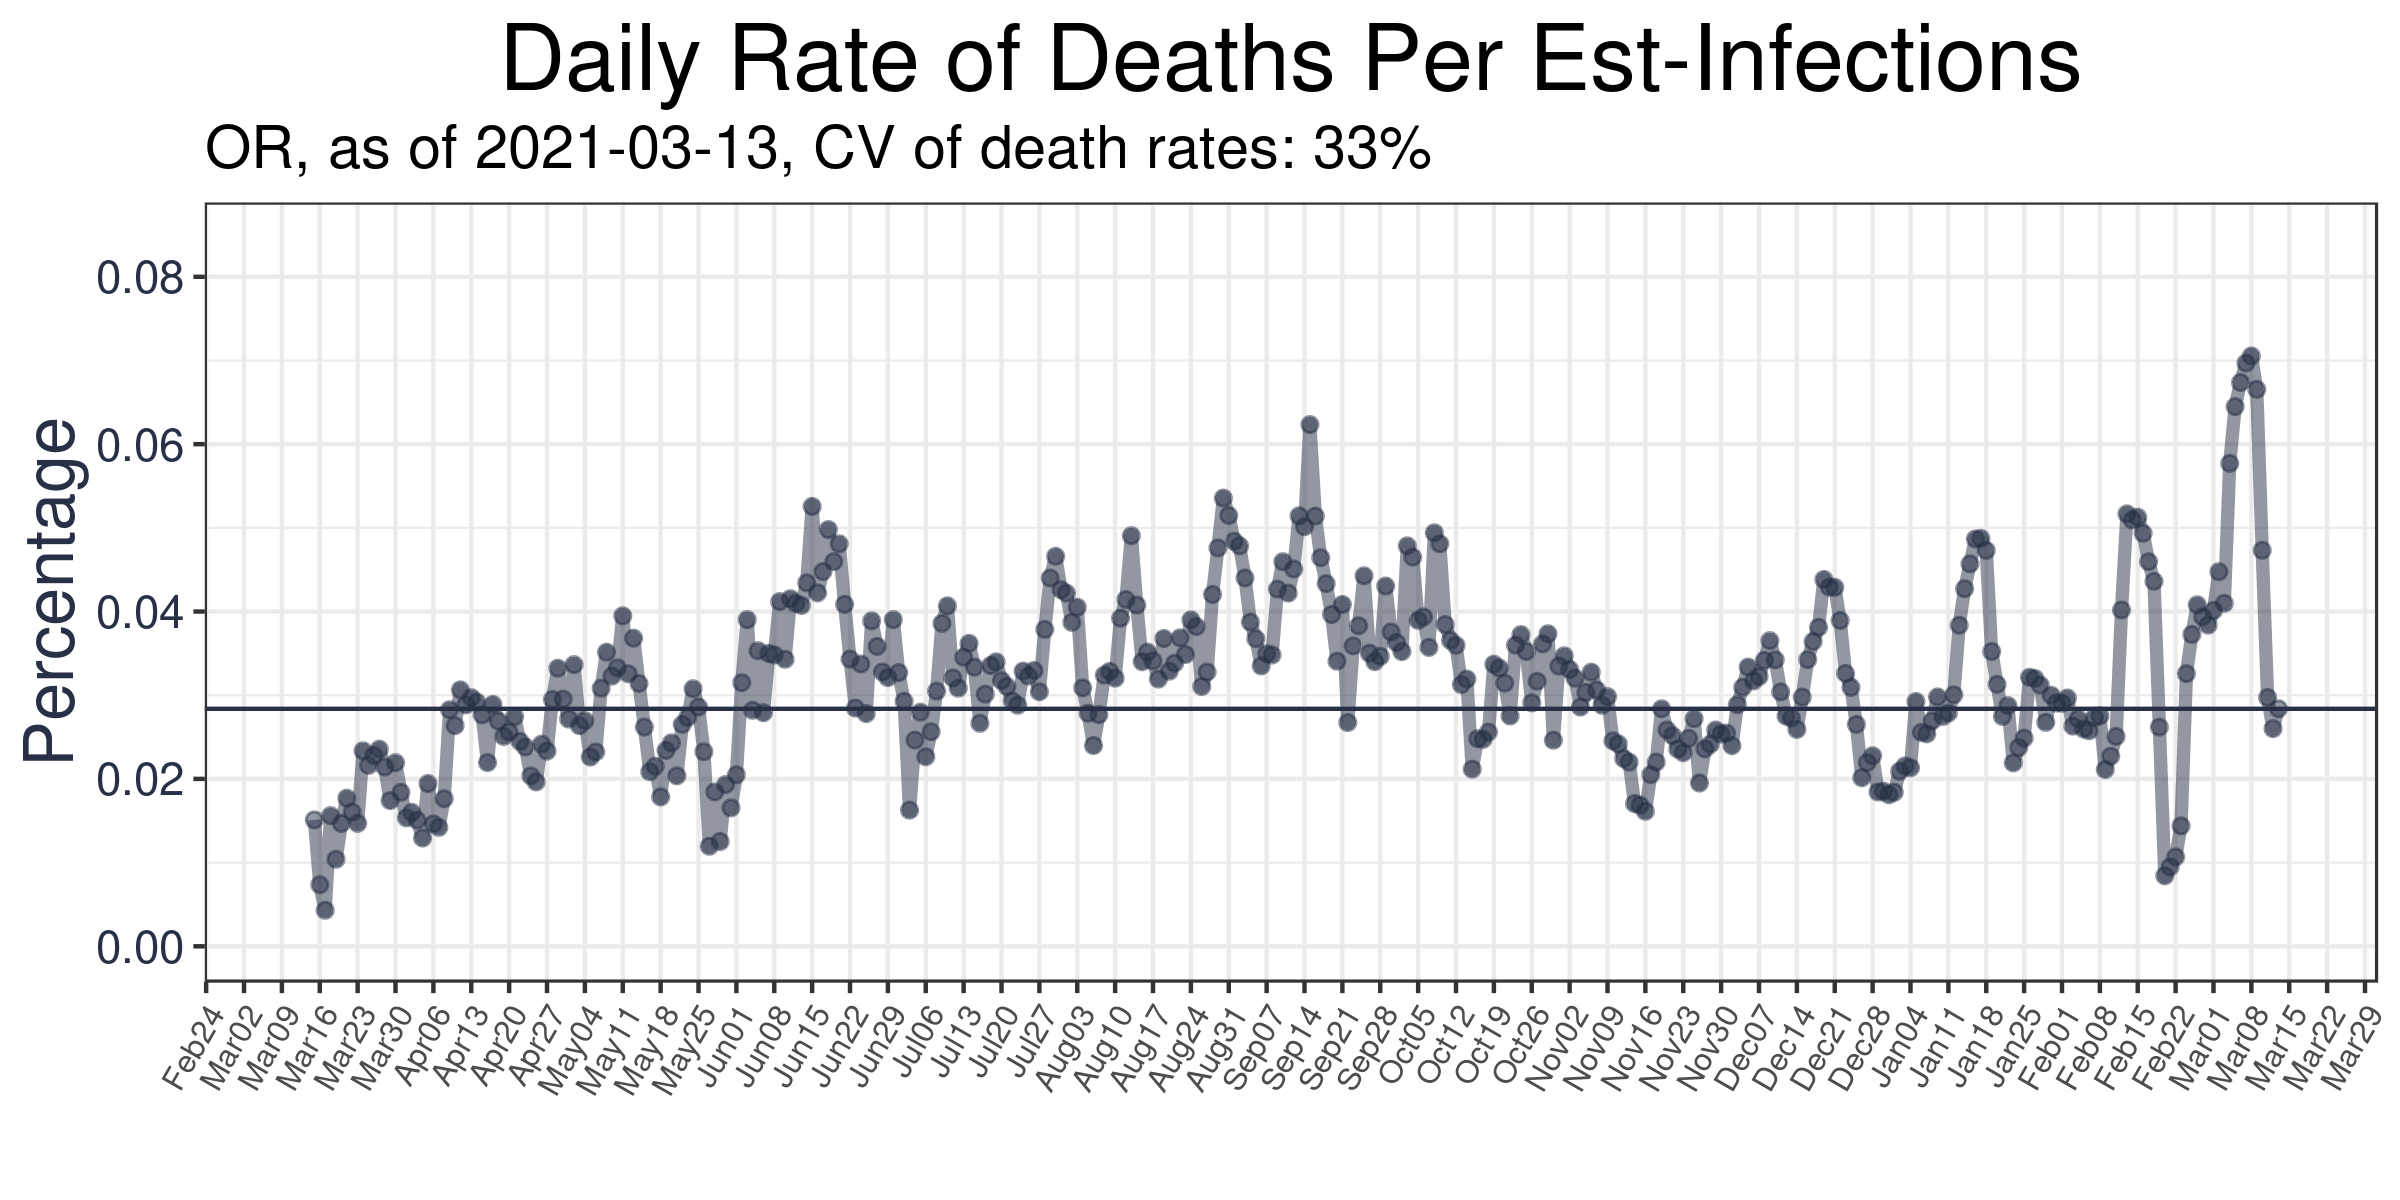 Daily Rate of Deaths Per Est-Infections
OR, as of 2021-03-13, CV of death rates: 33%
Percentage
0.08
0.06
0.04
0.02
0.00
Feb24 Mar02 Mar09 Mar16 Mar23 Mar30 Apr06 Apr13 Apr20 Apr27 May04 May11 May18 May25 Jun01 Jun08 Jun15 Jun22 Jun29 Jul06 Jul13 Jul20 Jul27 Aug03 Aug10 Aug17 Aug24 Aug31 Sep07 Sep14 Sep21 Sep28 Oct05 Oct12 Oct19 Oct26 Nov02 Nov09 Nov16 Nov23 Nov30 Dec07 Dec14 Dec21 Dec28 Jan04 Jan11 Jan18 Jan25 Feb01 Feb08 Feb15 Feb22 Mar01 Mar08 Mar15 Mar22 Mar29